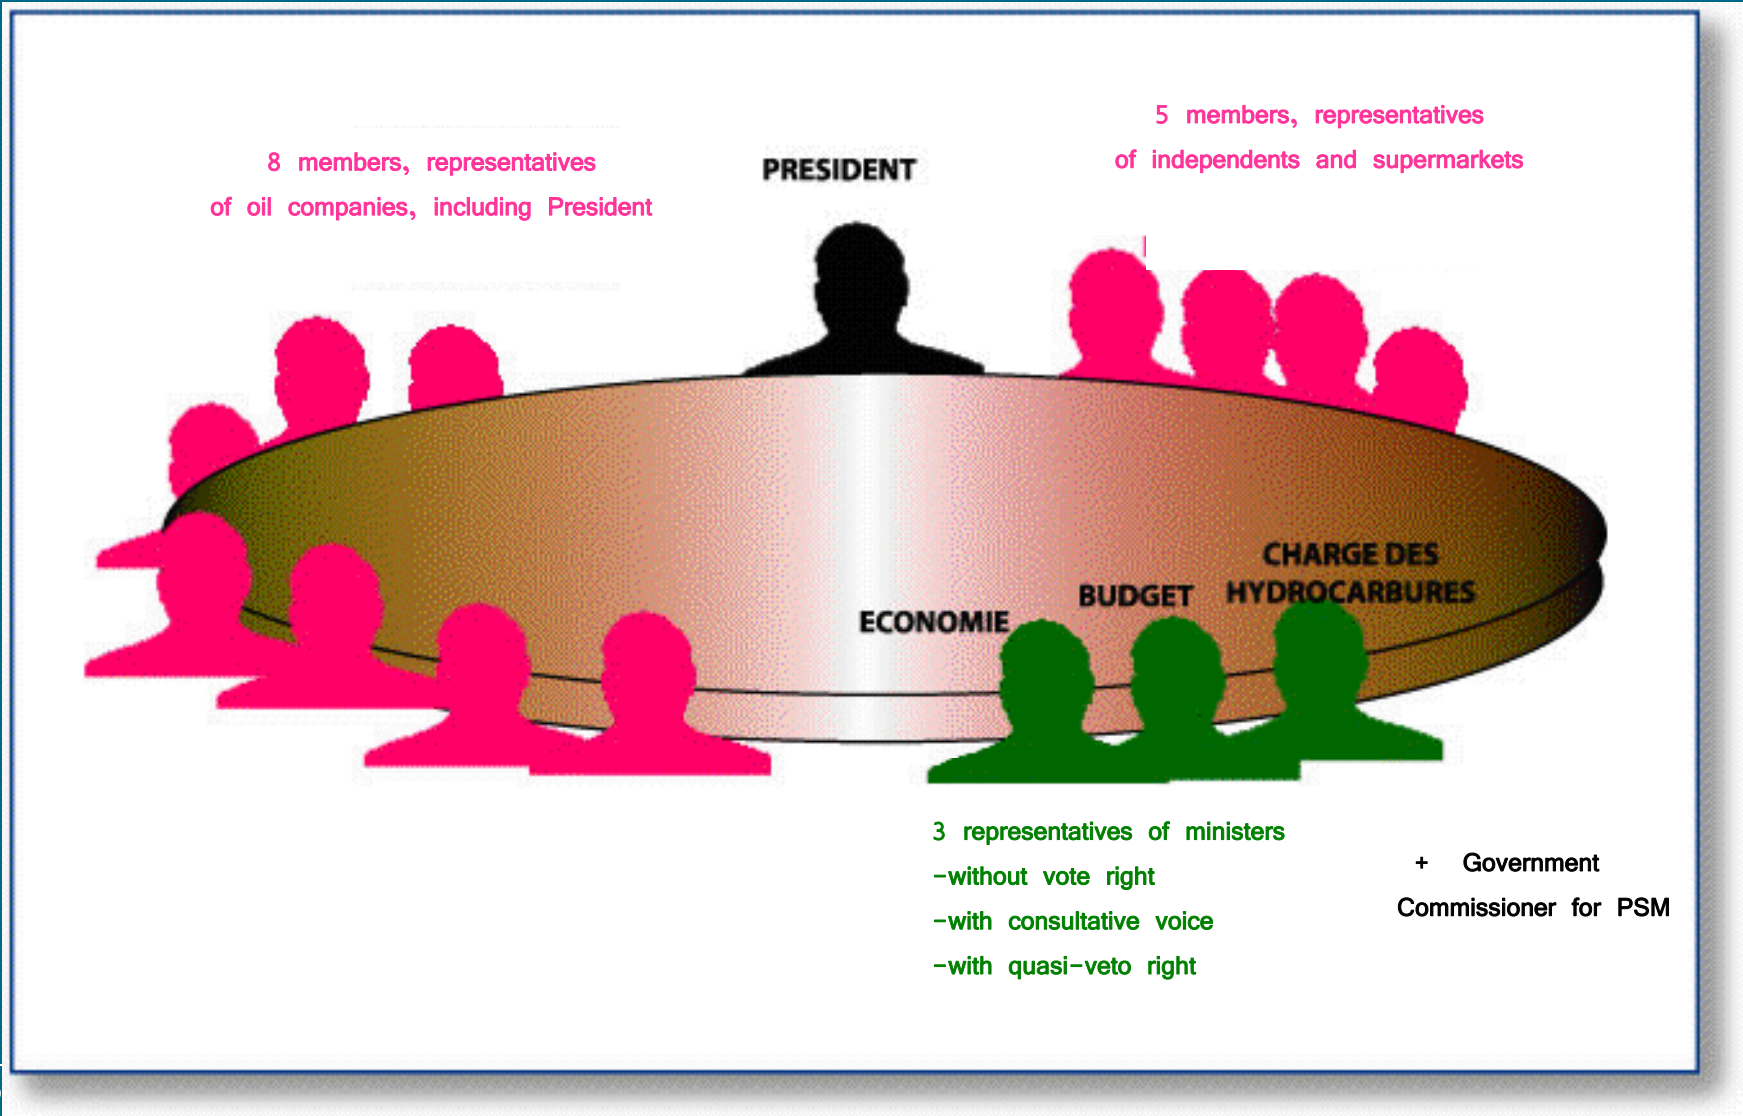 8 members, representatives
of oil companies, including President
PRESIDENT
5 members, representatives
of independents and supermarkets
ECONOMIE
BUDGET
CHARGE DES
HYDROCARBURES
3 representatives of ministers
-without vote right
-with consultative voice
-with quasi-veto right
+ Government
Commissioner for PSM